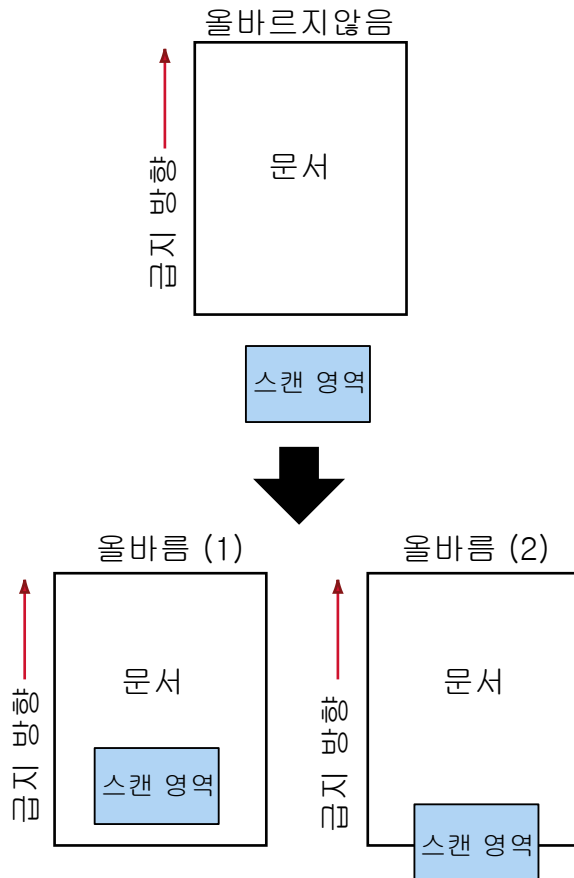 올바르지않음
급지 방향
문서
스캔 영역
올바름 (1)
급지 방향
문서
스캔 영역
올바름 (2)
급지 방향
문서
스캔 영역